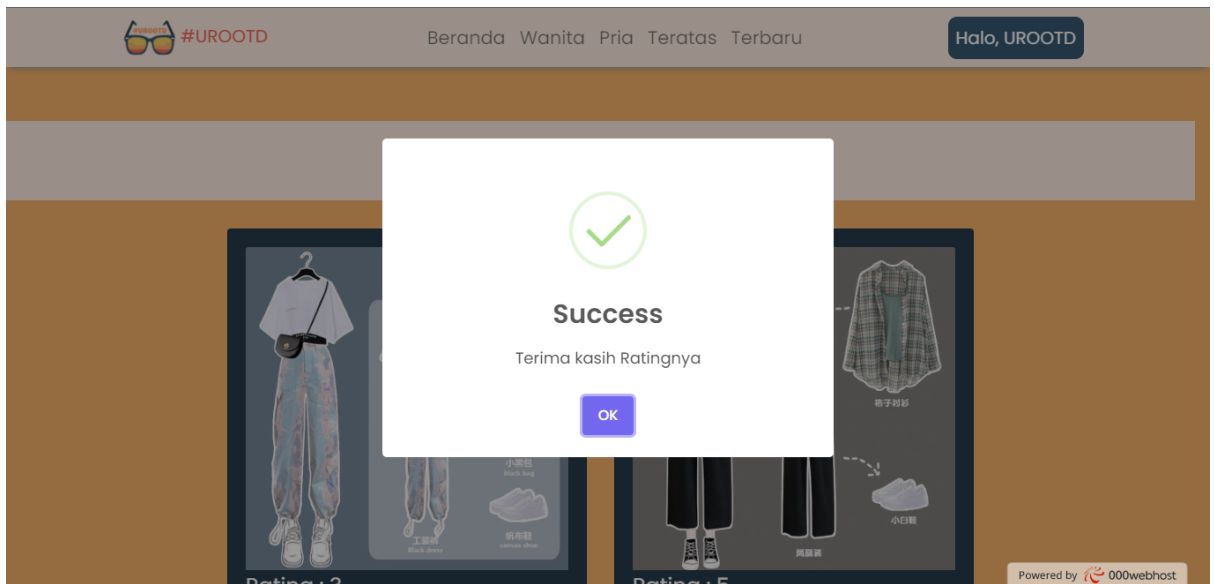 #UROOTD
#UROOTD
Beranda Wanita Pria Teratas Terbaru
Halo, UROOTD
Success
Terima kasih Ratingnya
OK
小黑包
black bag
工装裤
Black dress
帆布鞋
canvas shoe
格子衬衫
小白鞋
阔腿裤
Rating : 5
Powered by 000webhost